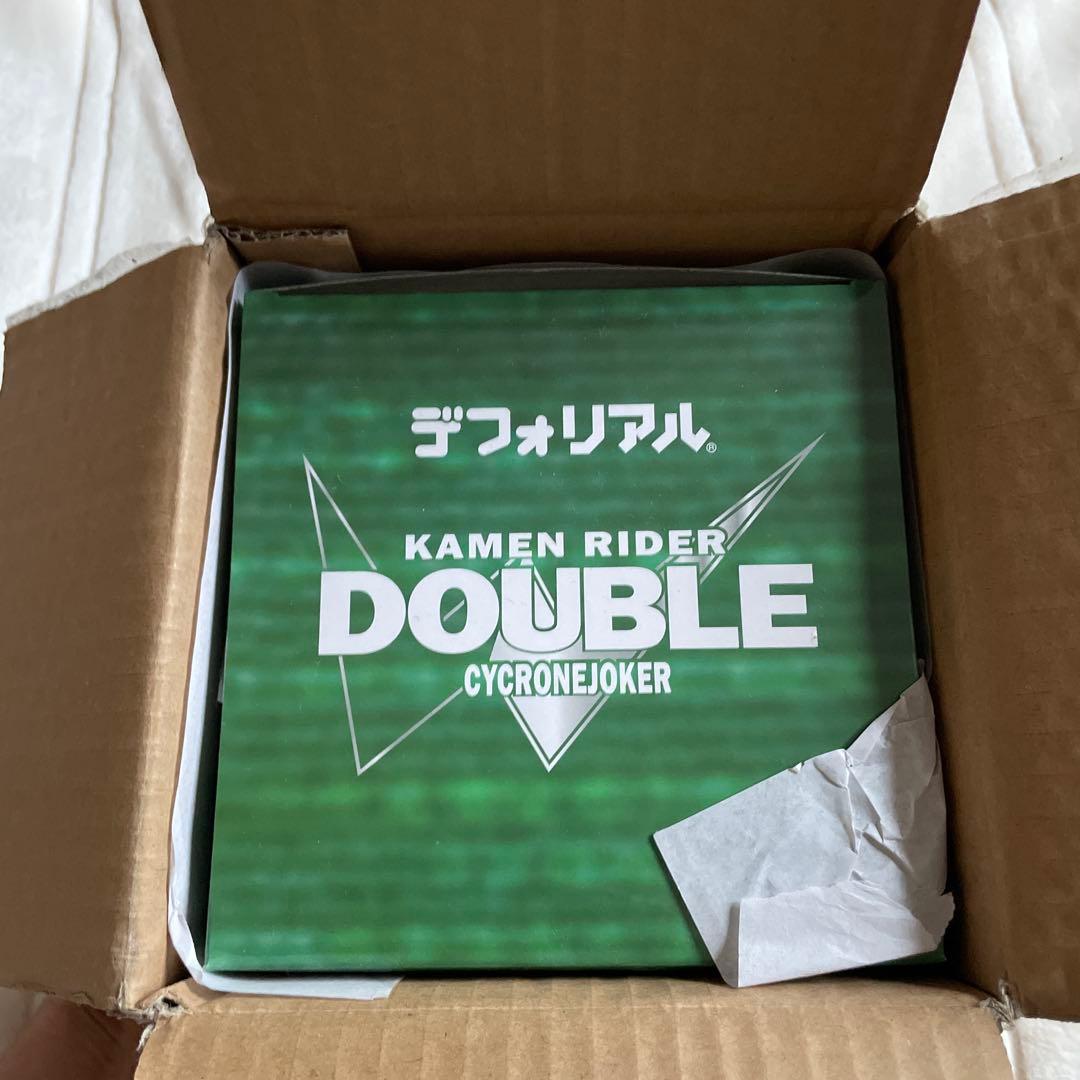 デフォリアル®
KAMEN RIDER
DOUBLE
CYCRONEJOKER